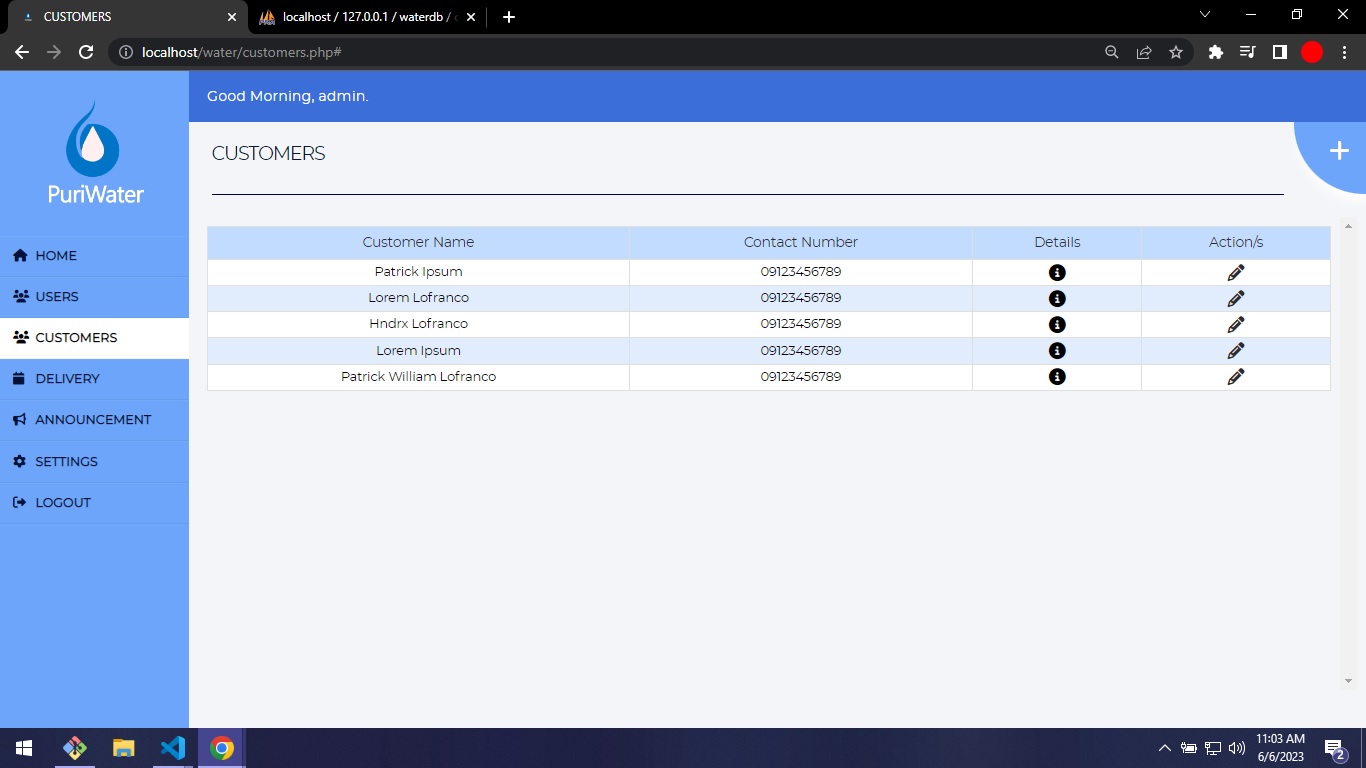 CUSTOMERS
localhost / 127.0.0.1 / waterdb /
localhost/water/customers.php#
Good Morning, admin.
PuriWater
CUSTOMERS
HOME
USERS
CUSTOMERS
DELIVERY
ANNOUNCEMENT
SETTINGS
LOGOUT
Customer Name Contact Number Details Action/s
Patrick Ipsum 09123456789
Lorem Lofranco 09123456789
Hndrx Lofranco 09123456789
Lorem Ipsum 09123456789
Patrick William Lofranco 09123456789
11:03 AM
6/6/2023
2